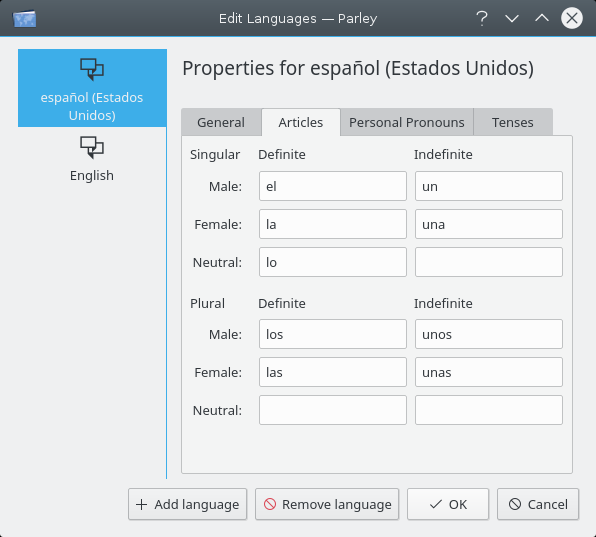 Edit Languages — Parley
español (Estados
Unidos)
English
Properties for español (Estados Unidos)
General Articles Personal Pronouns Tenses
Singular Definite Indefinite
Male: el un
Female: la una
Neutral: lo
Plural Definite Indefinite
Male: los unos
Female: las unas
Neutral:
Add language Remove language OK Cancel